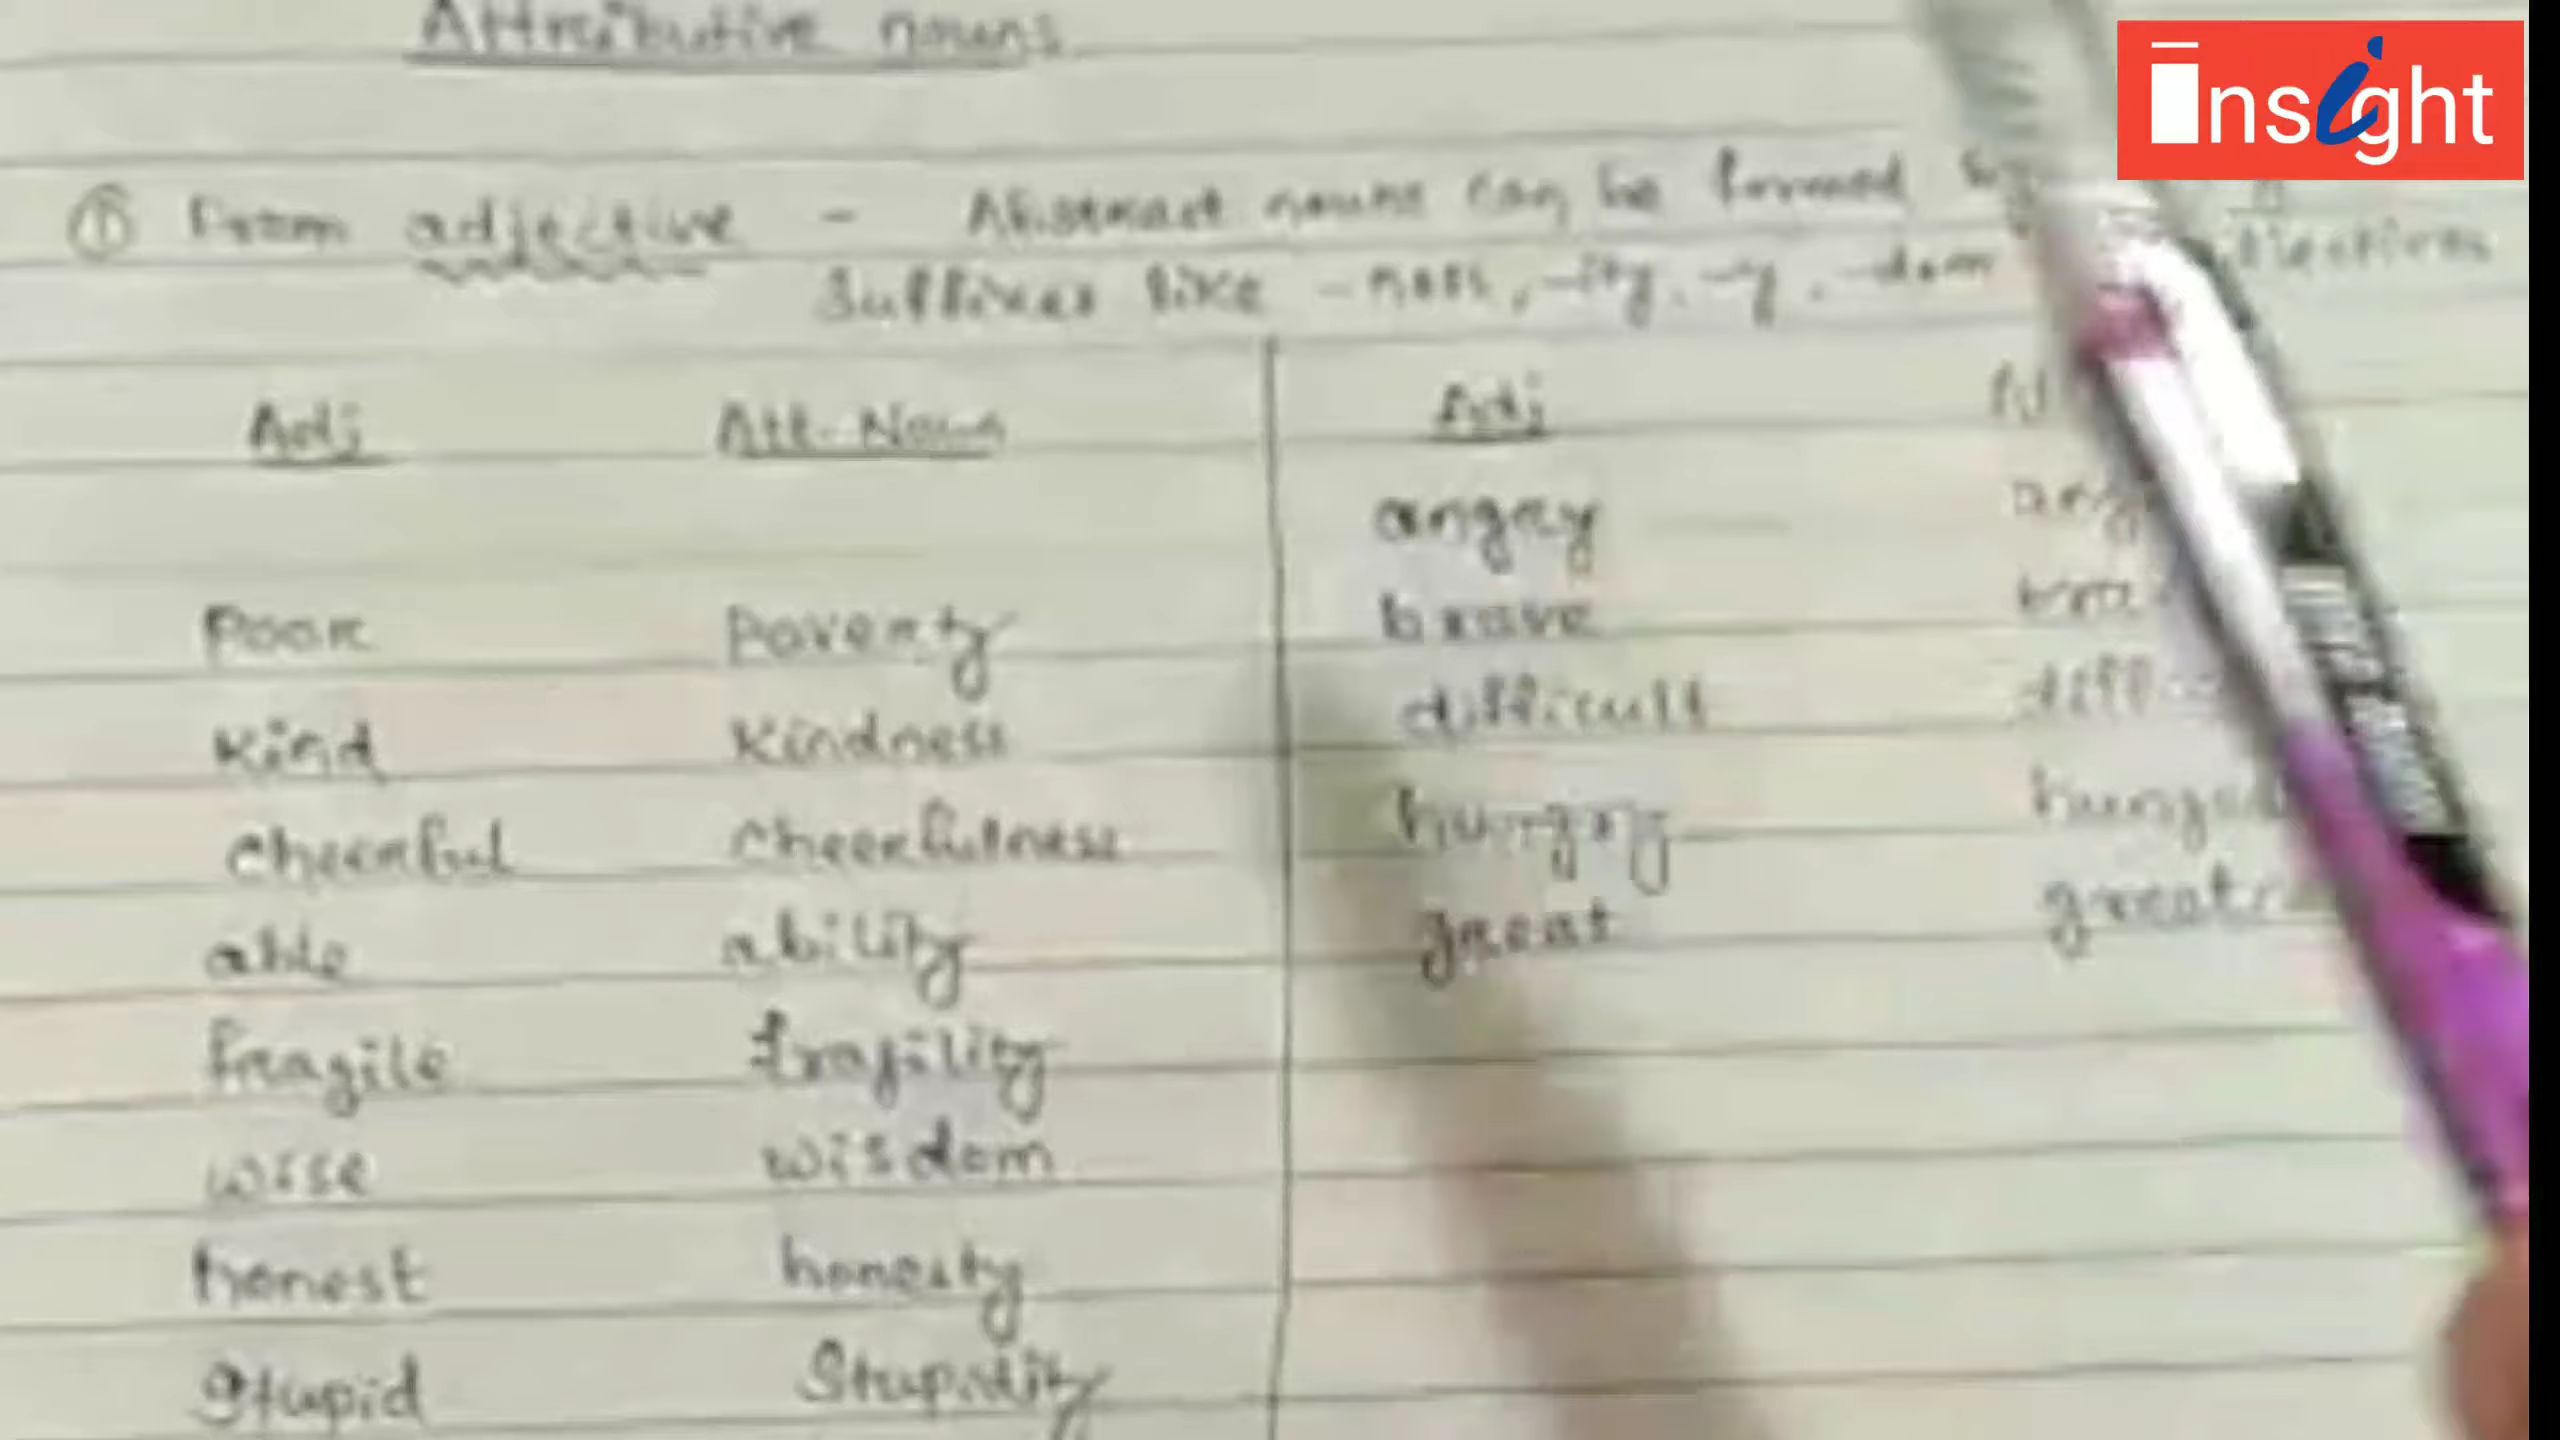 Attributive nouns
Insight
① From adjective - Abstract nouns can be formed
Suffixes like -ness, -ity, -y, -dom
Adj Att-Noun
Poor Poverty
Kind Kindness
Cheerful Cheerfulness
able ability
Fragile fragility
wise wisdom
honest honesty
Stupid Stupidity
Adj
angry
brave
difficult
hungry
great